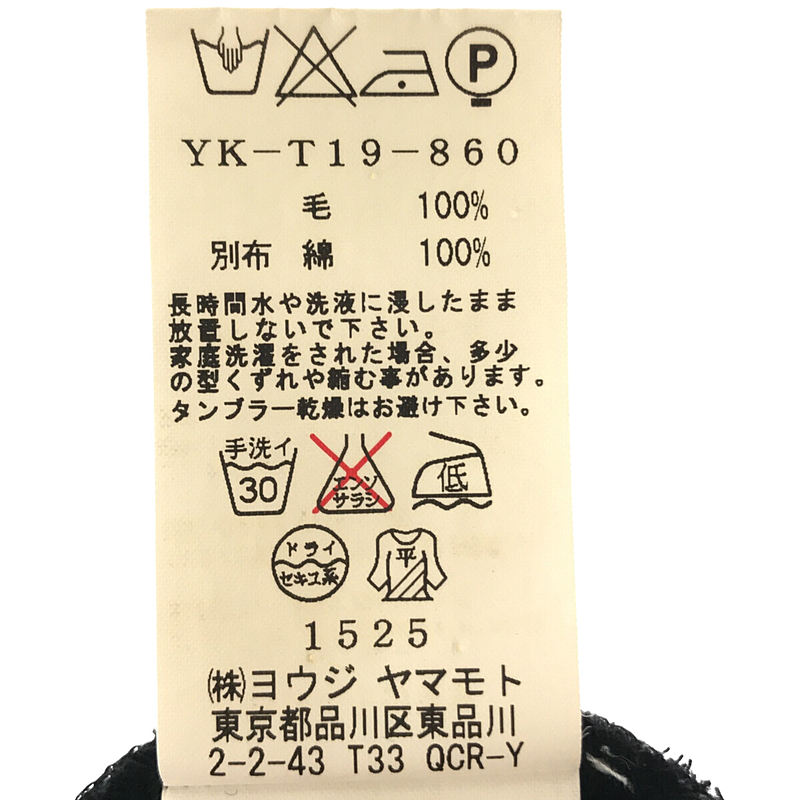 P
YK-T19-860
毛 100%
別布 綿 100%
長時間水や洗液に浸したまま
放置しないで下さい。
家庭洗濯をされた場合、多少
の型くずれや縮む事があります。
タンブラー乾燥はお避け下さい。
手洗イ
30
エンソ
サラシ
低
ドライ
セキユ系
平
1525
㈱ヨウジ ヤマモト
東京都品川区東品川
2-2-43 T33 QCR-Y